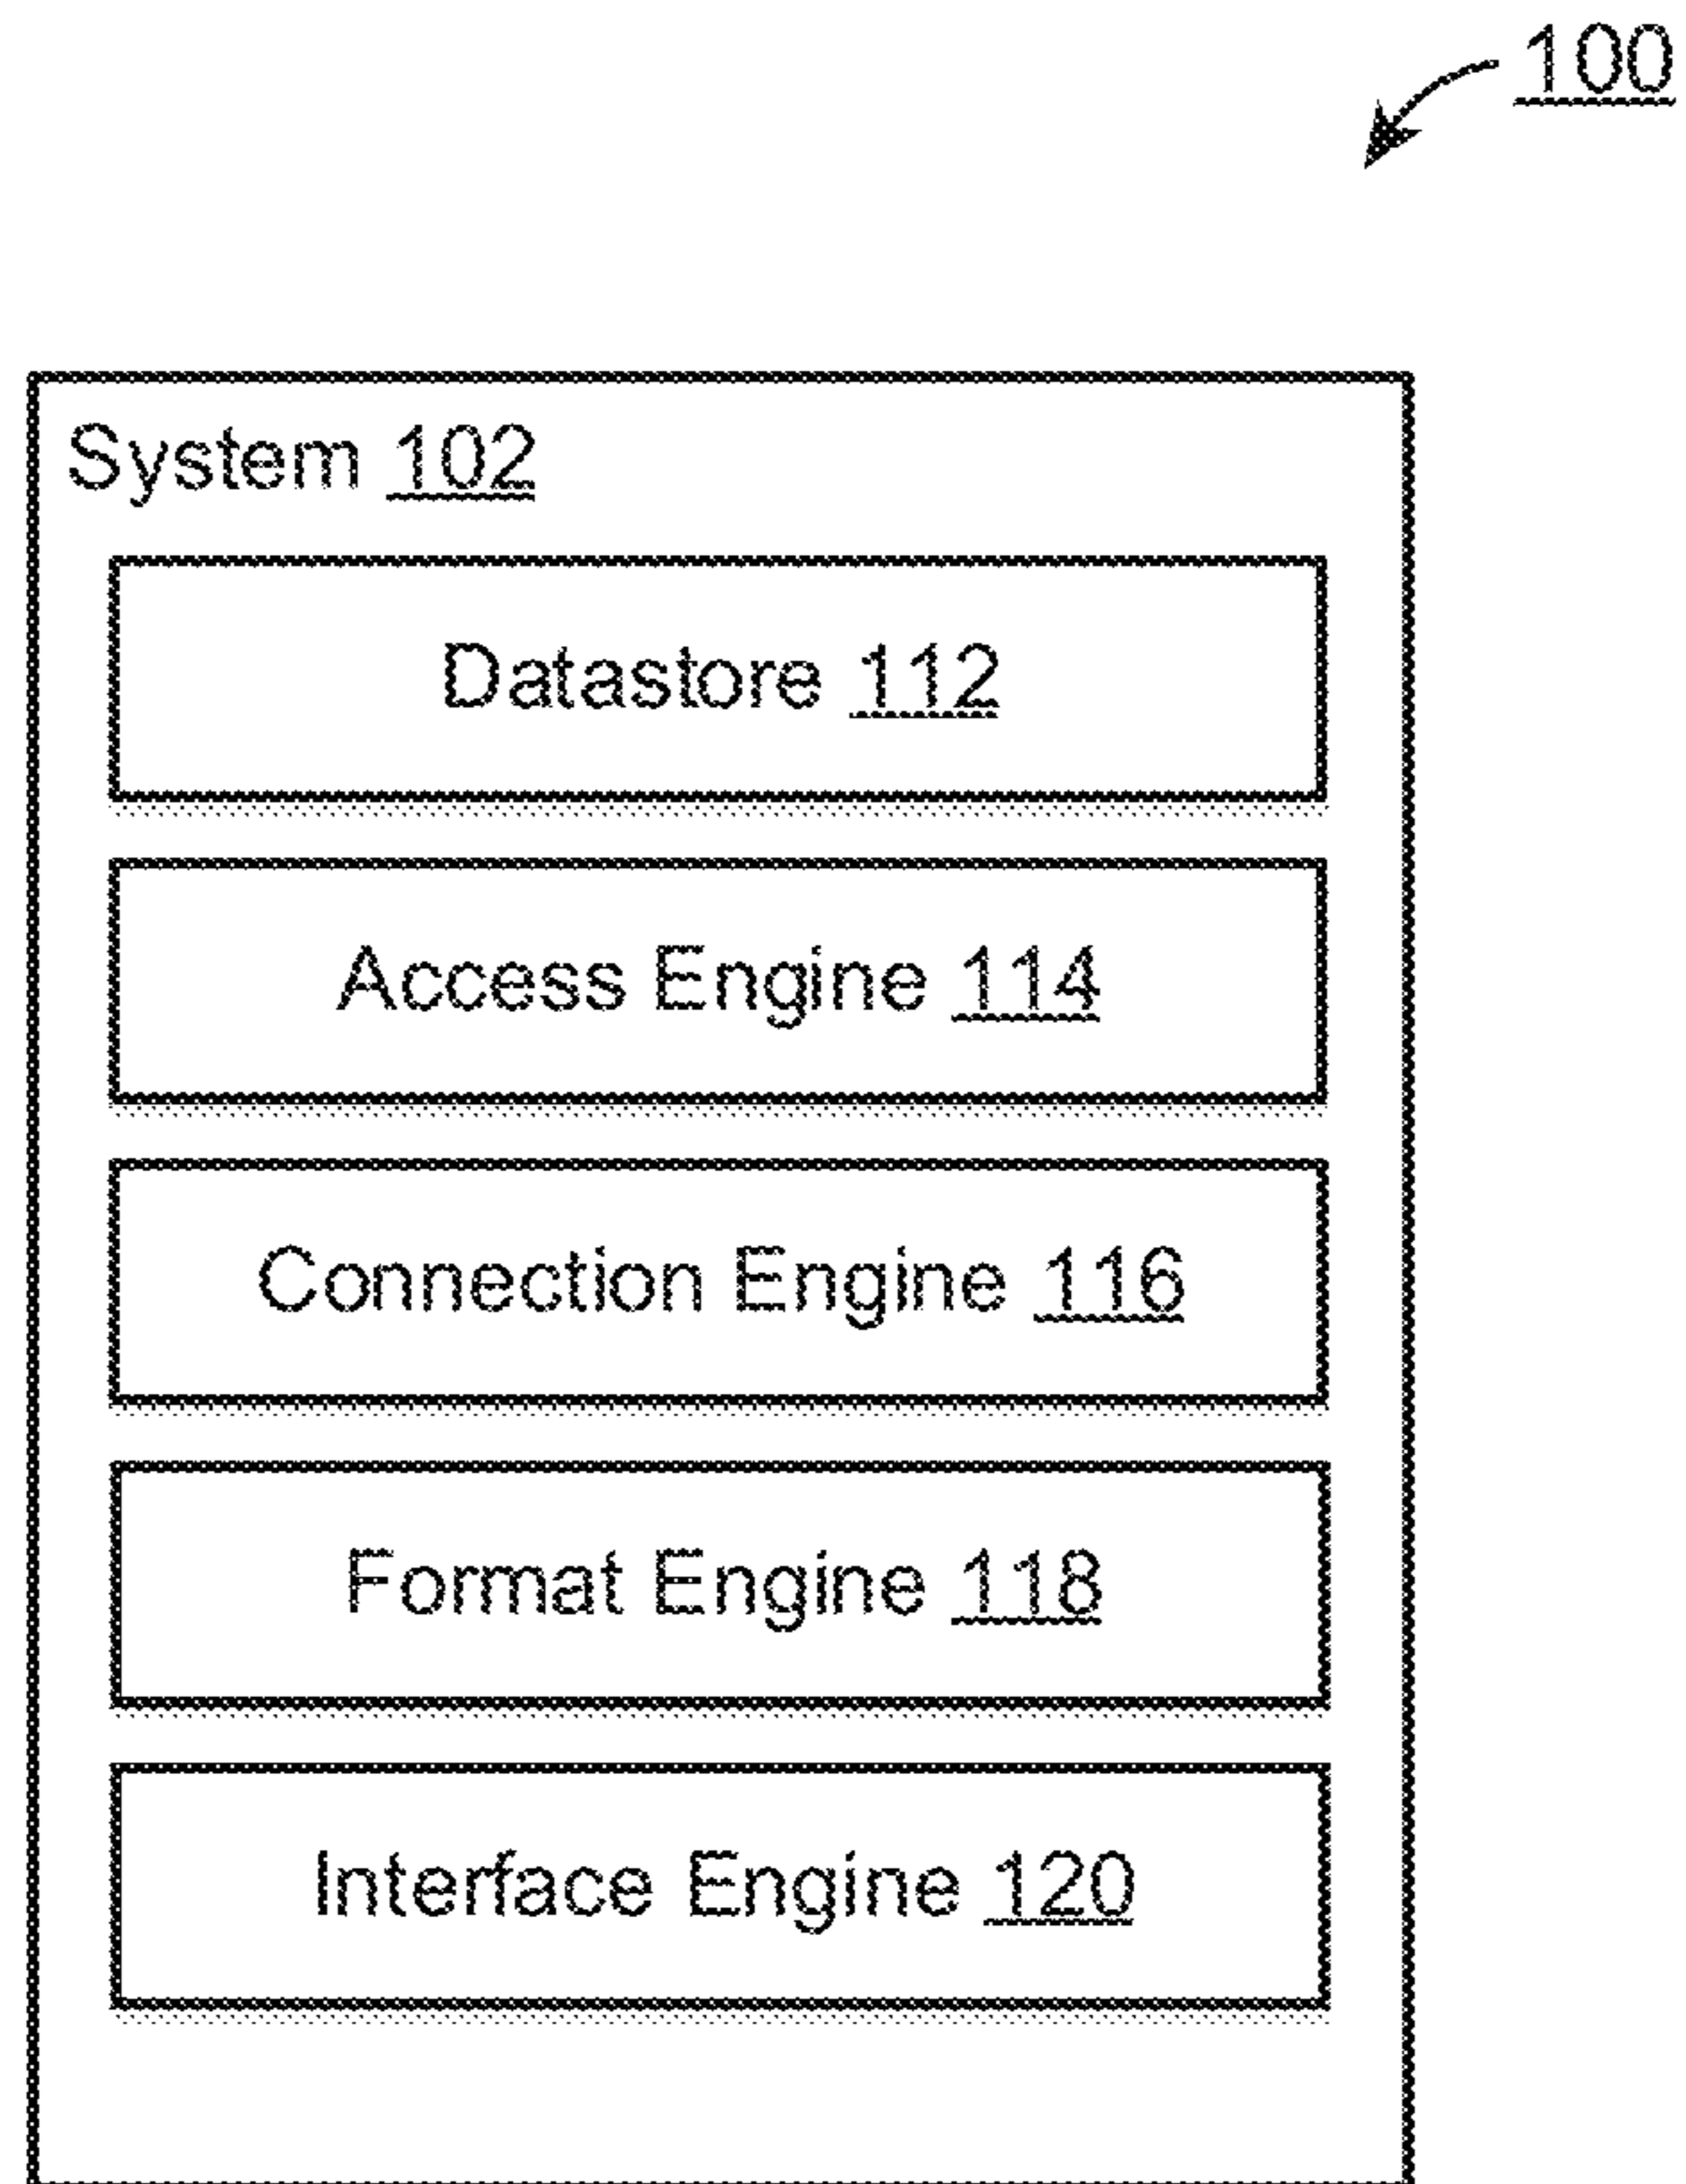 100
System 102
Datastore 112
Access Engine 114
Connection Engine 116
Format Engine 118
Interface Engine 120